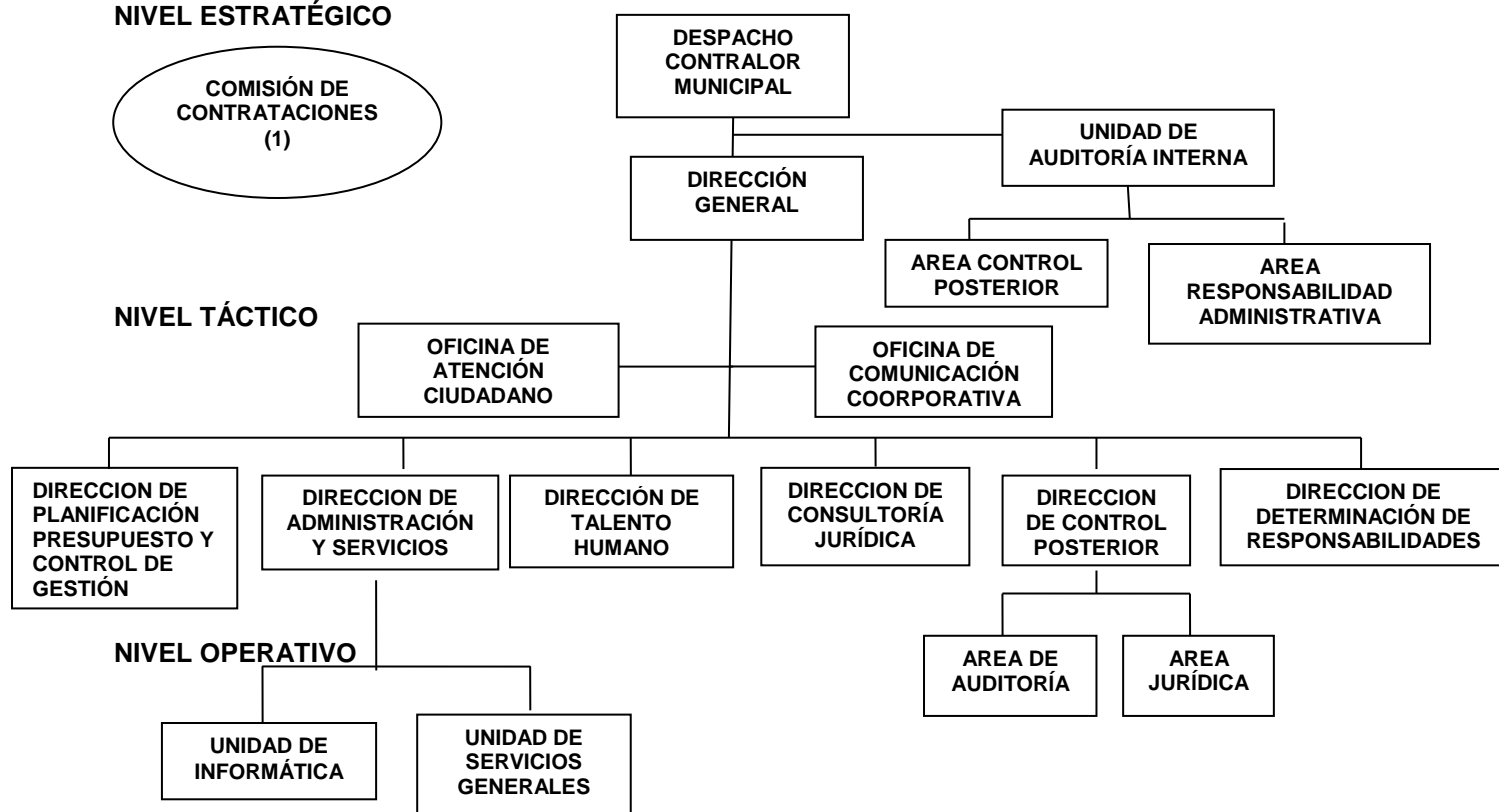 NIVEL ESTRATÉGICO
COMISIÓN DE
CONTRATACIONES
(1)
DESPACHO
CONTRALOR
MUNICIPAL
UNIDAD DE
AUDITORÍA INTERNA
DIRECCIÓN
GENERAL
AREA CONTROL
POSTERIOR
AREA
RESPONSABILIDAD
ADMINISTRATIVA
NIVEL TÁCTICO
OFICINA DE
ATENCIÓN
CIUDADANO
OFICINA DE
COMUNICACIÓN
COORPORATIVA
DIRECCION DE
PLANIFICACIÓN
PRESUPUESTO Y
CONTROL DE
GESTIÓN
DIRECCION DE
ADMINISTRACIÓN
Y SERVICIOS
DIRECCIÓN DE
TALENTO
HUMANO
DIRECCION DE
CONSULTORÍA
JURÍDICA
DIRECCION
DE CONTROL
POSTERIOR
DIRECCION DE
DETERMINACIÓN DE
RESPONSABILIDADES
NIVEL OPERATIVO
AREA DE
AUDITORÍA
AREA
JURÍDICA
UNIDAD DE
INFORMÁTICA
UNIDAD DE
SERVICIOS
GENERALES